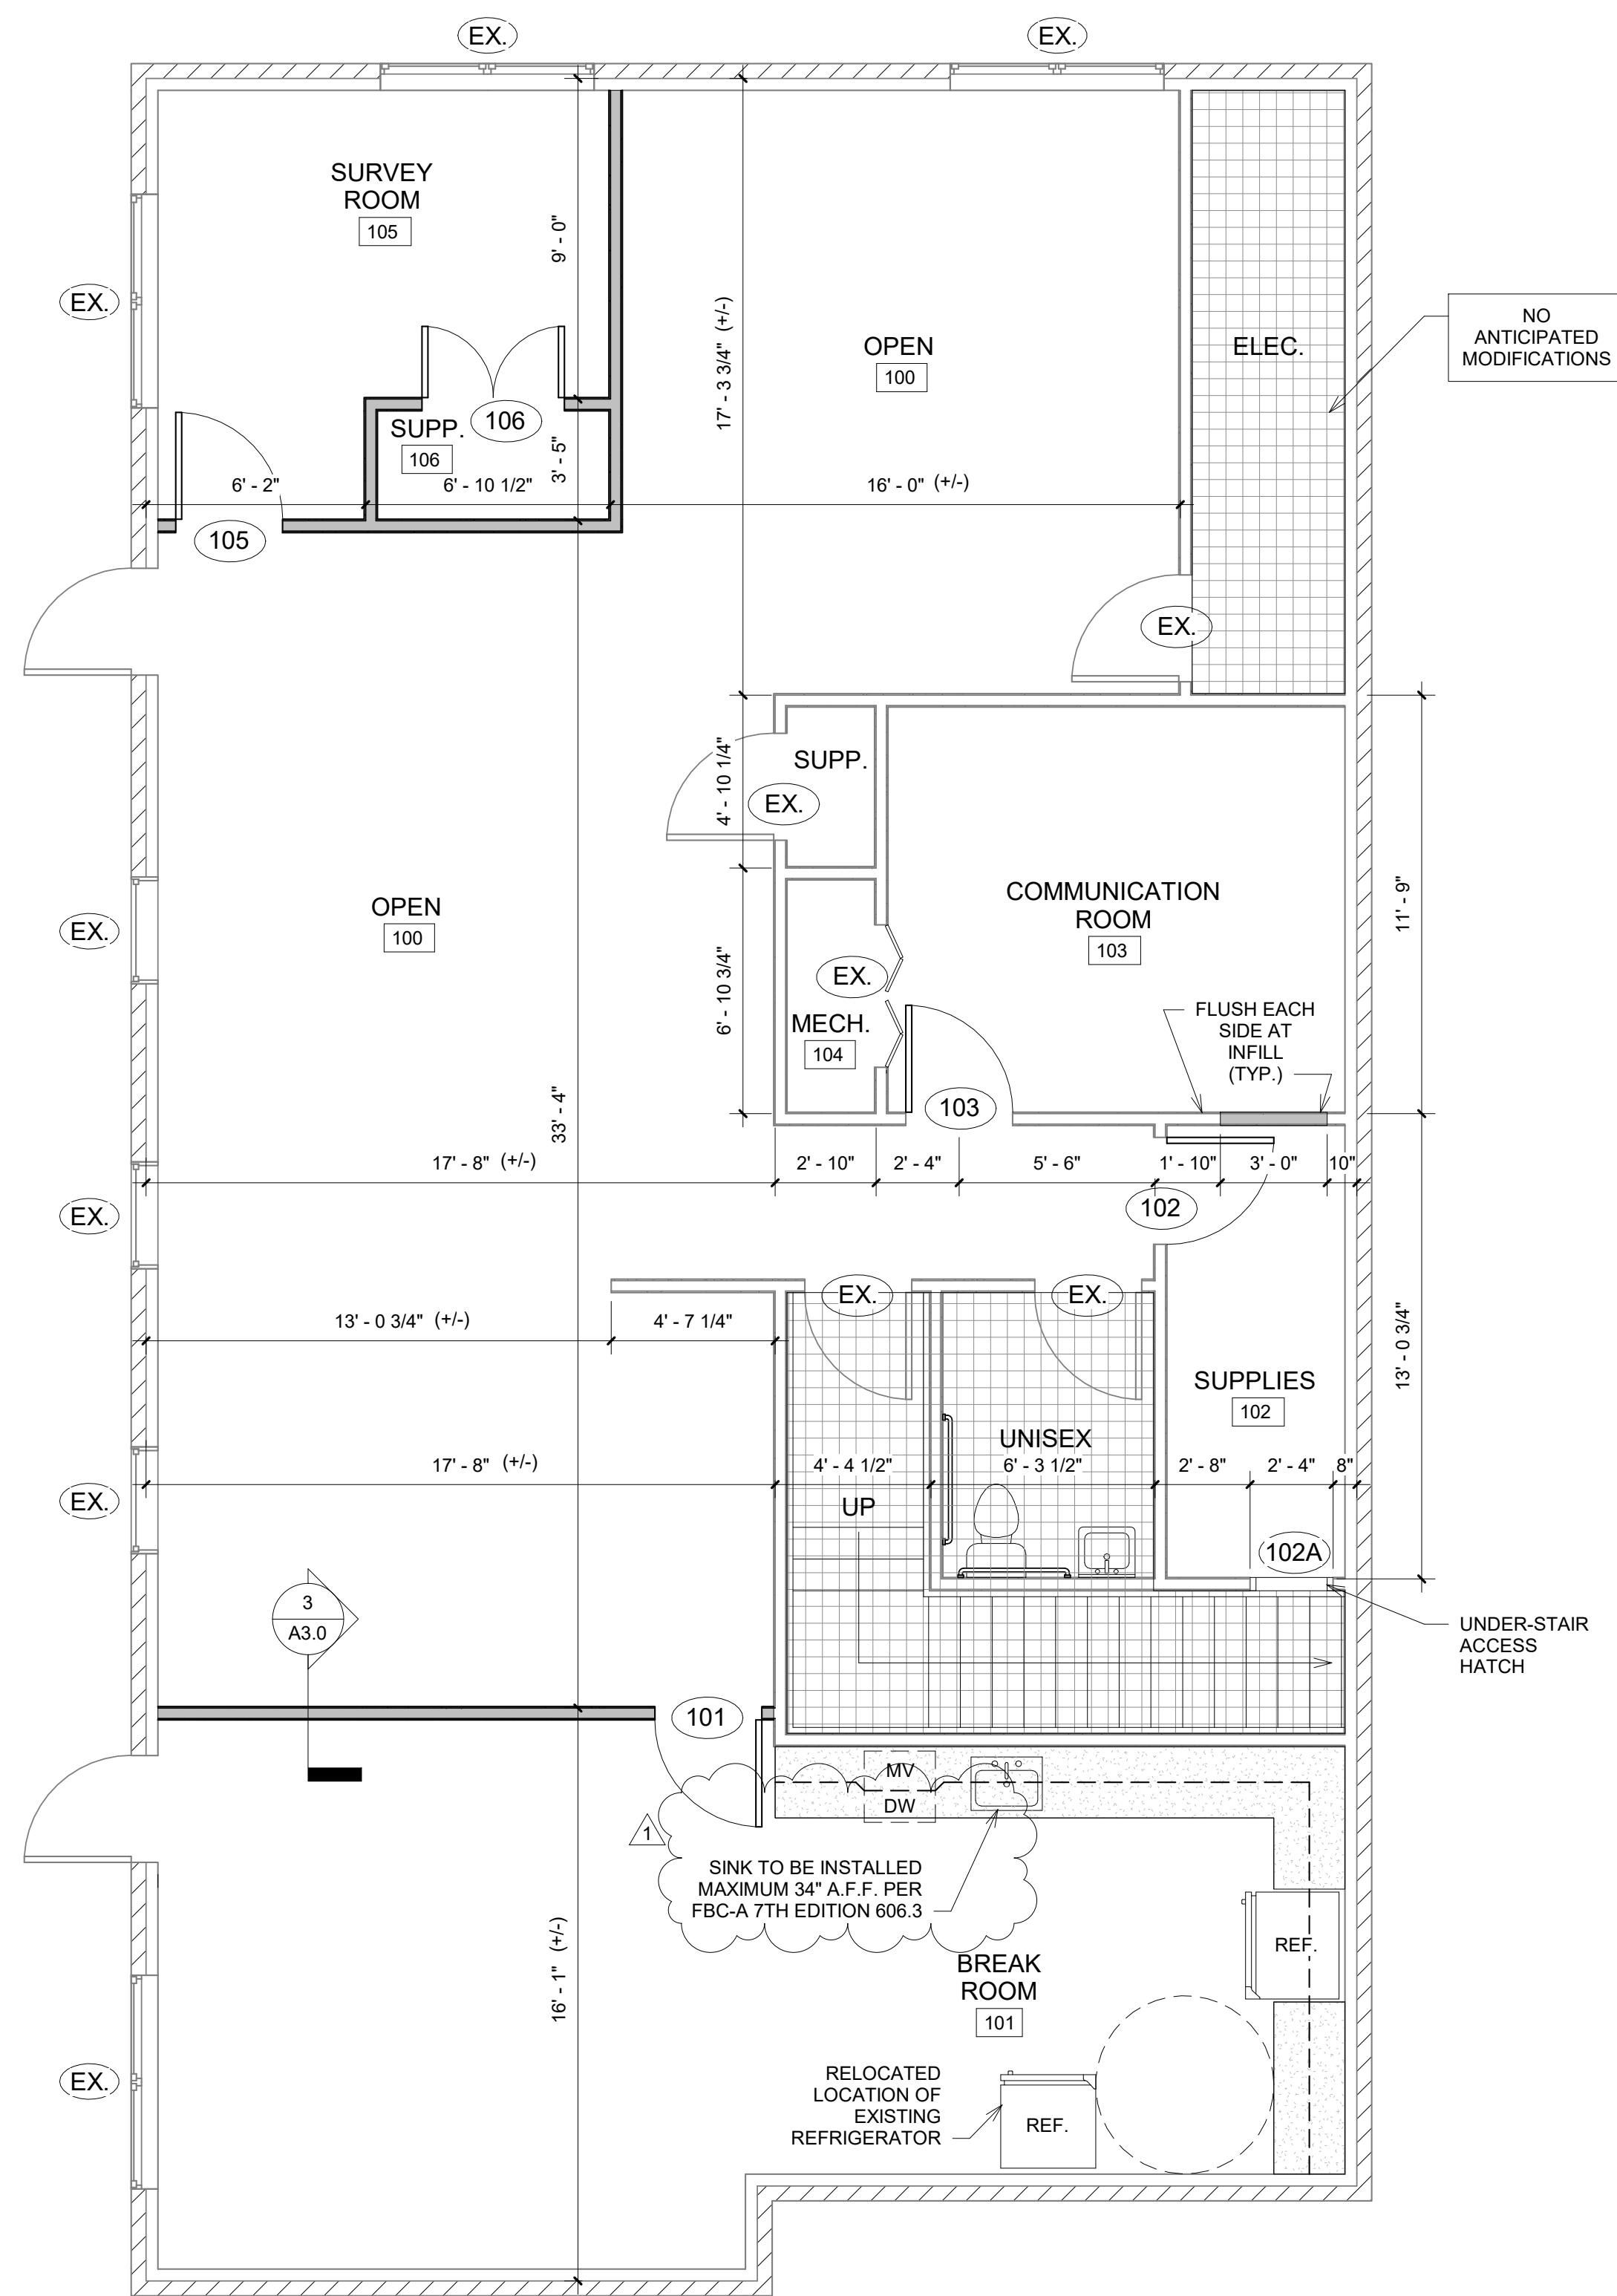 EX.
EX.
SURVEY
ROOM
105
9' - 0"
17' - 3 3/4" (+/-)
OPEN
100
ELEC.
NO
ANTICIPATED
MODIFICATIONS
EX.
106
SUPP.
106
3' - 5"
6' - 2"
6' - 10 1/2"
16' - 0" (+/-)
105
EX.
4' - 10 1/4"
SUPP.
EX.
OPEN
100
EX.
COMMUNICATION
ROOM
103
11' - 9"
6' - 10 3/4"
EX.
MECH.
104
FLUSH EACH
SIDE AT
INFILL
(TYP.)
103
33' - 4"
17' - 8" (+/-)
2' - 10"
2' - 4"
5' - 6"
1' - 10"
3' - 0"
10"
EX.
102
EX.
EX.
13' - 0 3/4" (+/-)
4' - 7 1/4"
13' - 0 3/4"
SUPPLIES
102
UNISEX
17' - 8" (+/-)
4' - 4 1/2"
6' - 3 1/2"
2' - 8"
2' - 4"
8"
EX.
UP
102A
3
A3.0
UNDER-STAIR
ACCESS
HATCH
101
MV
DW
1
SINK TO BE INSTALLED
MAXIMUM 34" A.F.F. PER
FBC-A 7TH EDITION 606.3
16' - 1" (+/-)
REF.
BREAK
ROOM
101
EX.
RELOCATED
LOCATION OF
EXISTING
REFRIGERATOR
REF.